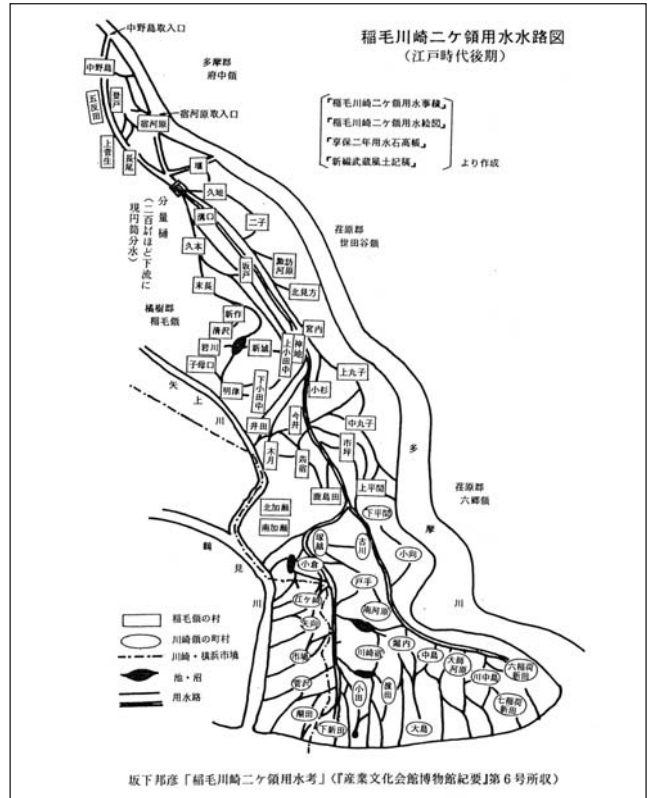 稲毛川崎二ケ領用水水路図
(江戸時代後期)
『稲毛川崎二ケ領用水事績』
『稲毛川崎二ケ領用水絵図』
『享保二年用水石高帳』
『新編武蔵風土記稿』
より作成
中野島取入口
多摩郡
府中領
中野島
登戸
五反田
宿河原取入口
宿河原
上菅生
長尾
堰
久地
分量樋
(二百㍍ほど下流に
現円筒分水)
溝口
二子
久本
坂戸
諏訪
河原
北見方
荏原郡
世田谷領
末長
橘樹郡
稲毛領
新作
清沢
岩川
新城
子母口
明津
宮内
神地
上小田中
下小田中
小杉
上丸子
矢上川
井田
今井
中丸子
市坪
木月
苅宿
上平間
鹿島田
下平間
多摩川
荏原郡
六郷領
北加瀬
南加瀬
塚越
古川
小向
鶴見川
小倉
戸手
江ケ崎
南河原
矢向
川崎宿
堀内
中島
大師
河原
川中島
六稲荷
新田
市場
小田
渡田
七稲荷
新田
菅沢
潮田
下新田
大島
稲毛領の村
川崎領の町村
川崎・横浜市境
池・沼
用水路
坂下邦彦「稲毛川崎二ケ領用水考」(『産業文化会館博物館紀要』第6号所収)